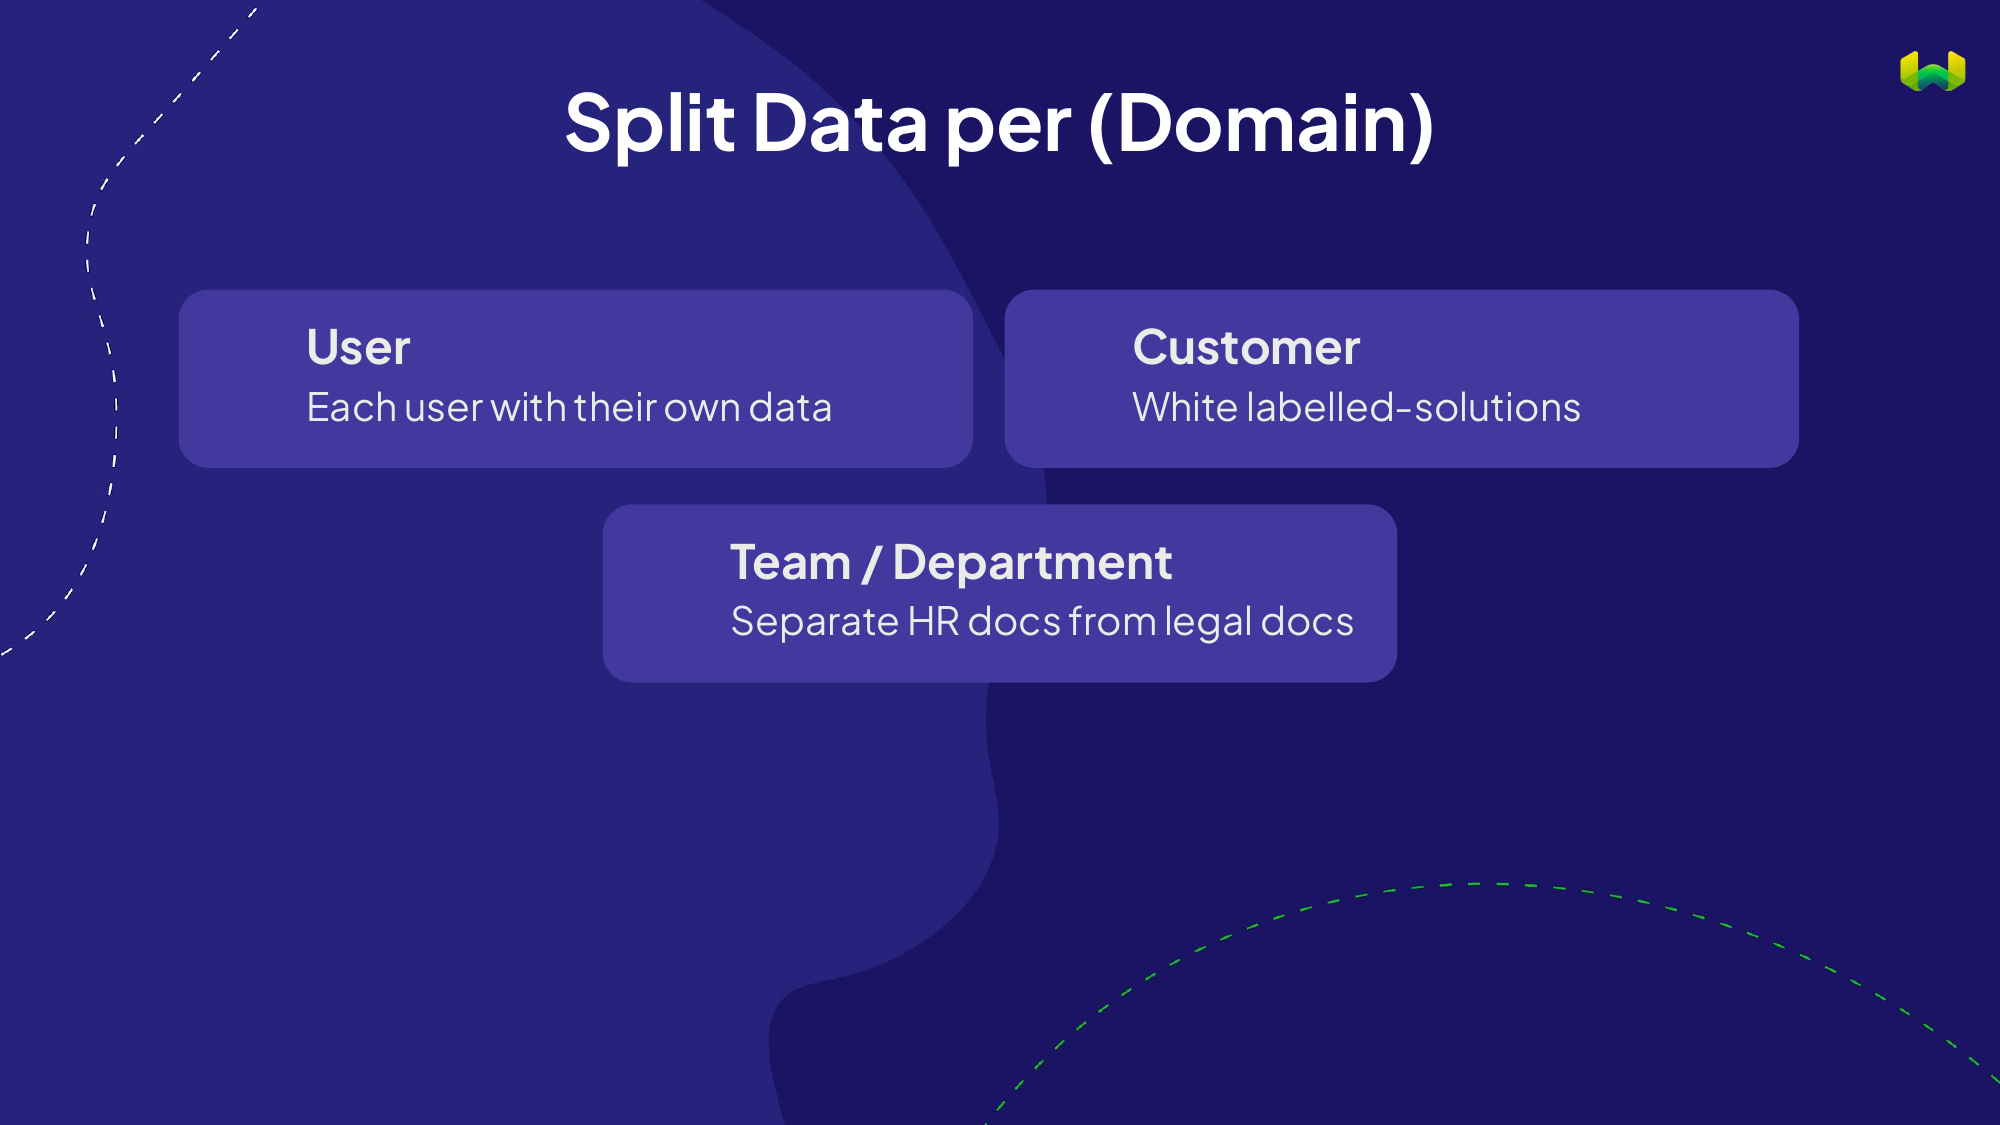 Split Data per (Domain)
User
Each user with their own data
Customer
White labelled-solutions
Team / Department
Separate HR docs from legal docs